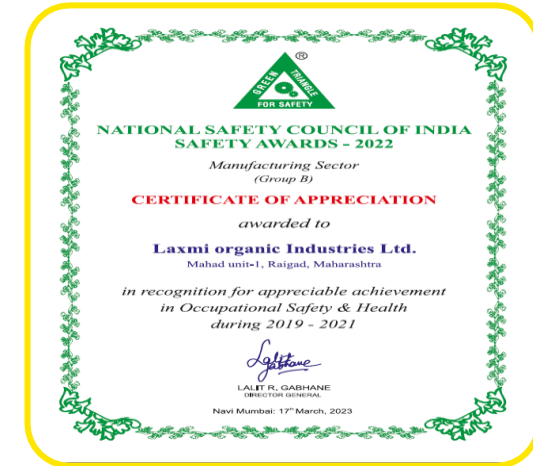 ®
GREEN TRIANGLE
FOR SAFETY
NATIONAL SAFETY COUNCIL OF INDIA
SAFETY AWARDS - 2022
Manufacturing Sector
(Group B)
CERTIFICATE OF APPRECIATION
awarded to
Laxmi organic Industries Ltd.
Mahad unit-1, Raigad, Maharashtra
in recognition for appreciable achievement
in Occupational Safety & Health
during 2019 - 2021
Lalit
Gabhane
LALIT R. GABHANE
DIRECTOR GENERAL
Navi Mumbai: 17th March, 2023